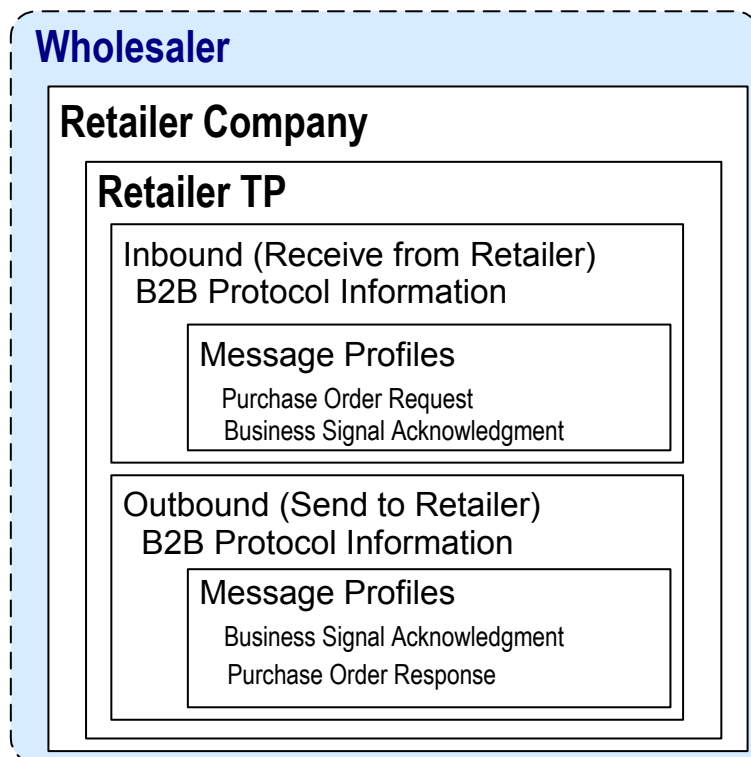 Wholesaler
Retailer Company
Retailer TP
Inbound (Receive from Retailer)
B2B Protocol Information
Message Profiles
Purchase Order Request
Business Signal Acknowledgment
Outbound (Send to Retailer)
B2B Protocol Information
Message Profiles
Business Signal Acknowledgment
Purchase Order Response